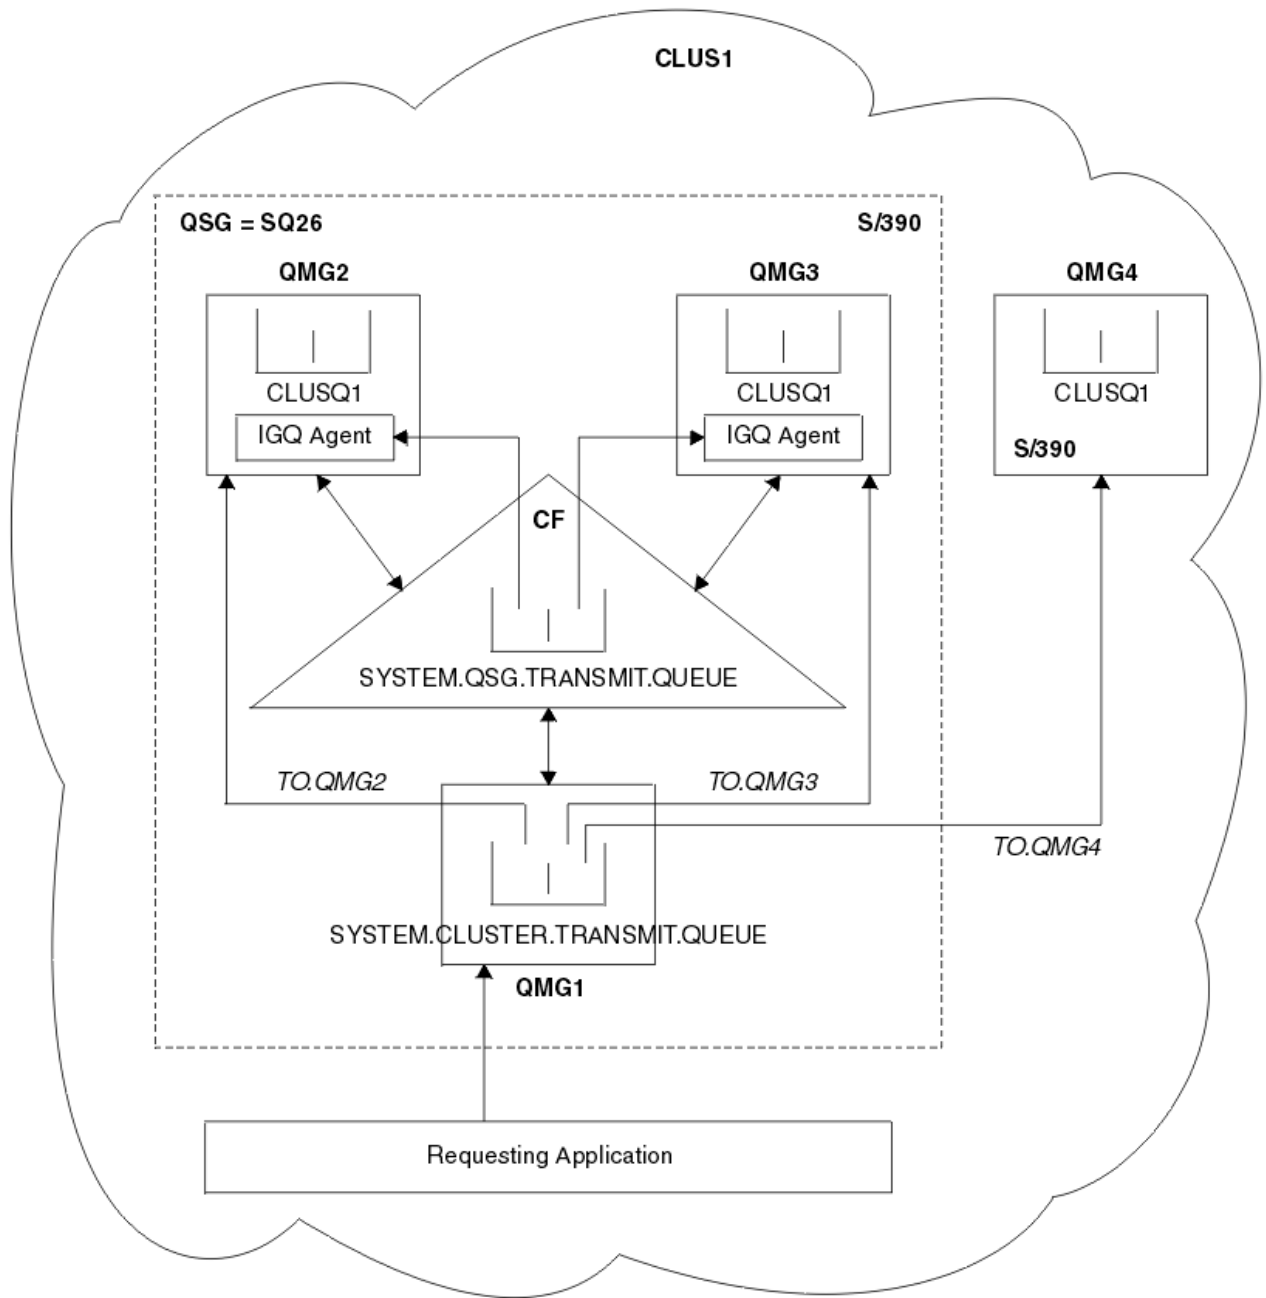 CLUS1
QSG = SQ26
S/390
QMG2
QMG3
QMG4
CLUSQ1
CLUSQ1
CLUSQ1
IGQ Agent
IGQ Agent
S/390
CF
SYSTEM.QSG.TRANSMIT.QUEUE
TO.QMG2
TO.QMG3
TO.QMG4
SYSTEM.CLUSTER.TRANSMIT.QUEUE
QMG1
Requesting Application